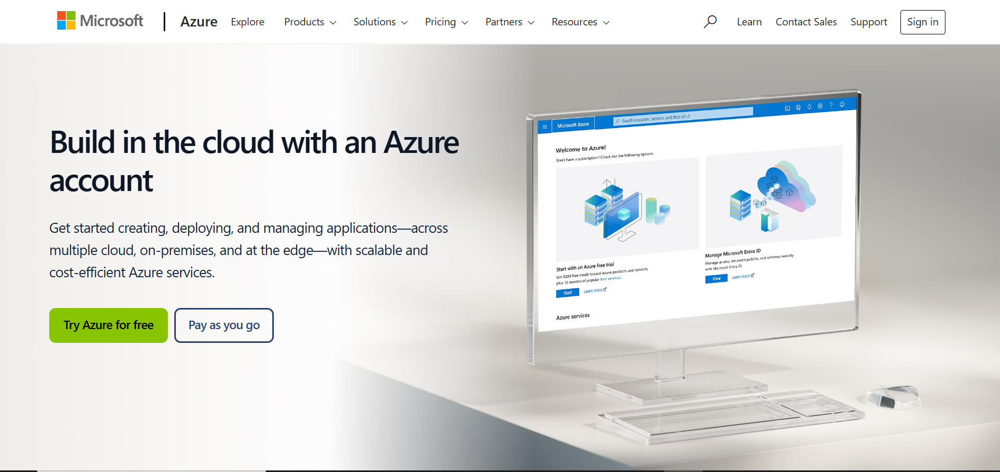 Microsoft
Azure
Explore
Products
Solutions
Pricing
Partners
Resources
Learn
Contact Sales
Support
Sign in
Build in the cloud with an Azure
account
Get started creating, deploying, and managing applications—across
multiple cloud, on-premises, and at the edge—with scalable and
cost-efficient Azure services.
Try Azure for free
Pay as you go
Microsoft Azure
Search resources, services, and docs (G+/)
Welcome to Azure!
Don't have a subscription? Check out the following options.
Start with an Azure free trial
Get $200 free credit toward Azure products and services,
plus 12 months of popular free services.
Start
Learn more
Manage Microsoft Entra ID
Manage access, set smart policies, and enhance security
with Microsoft Entra ID.
View
Learn more
Azure services